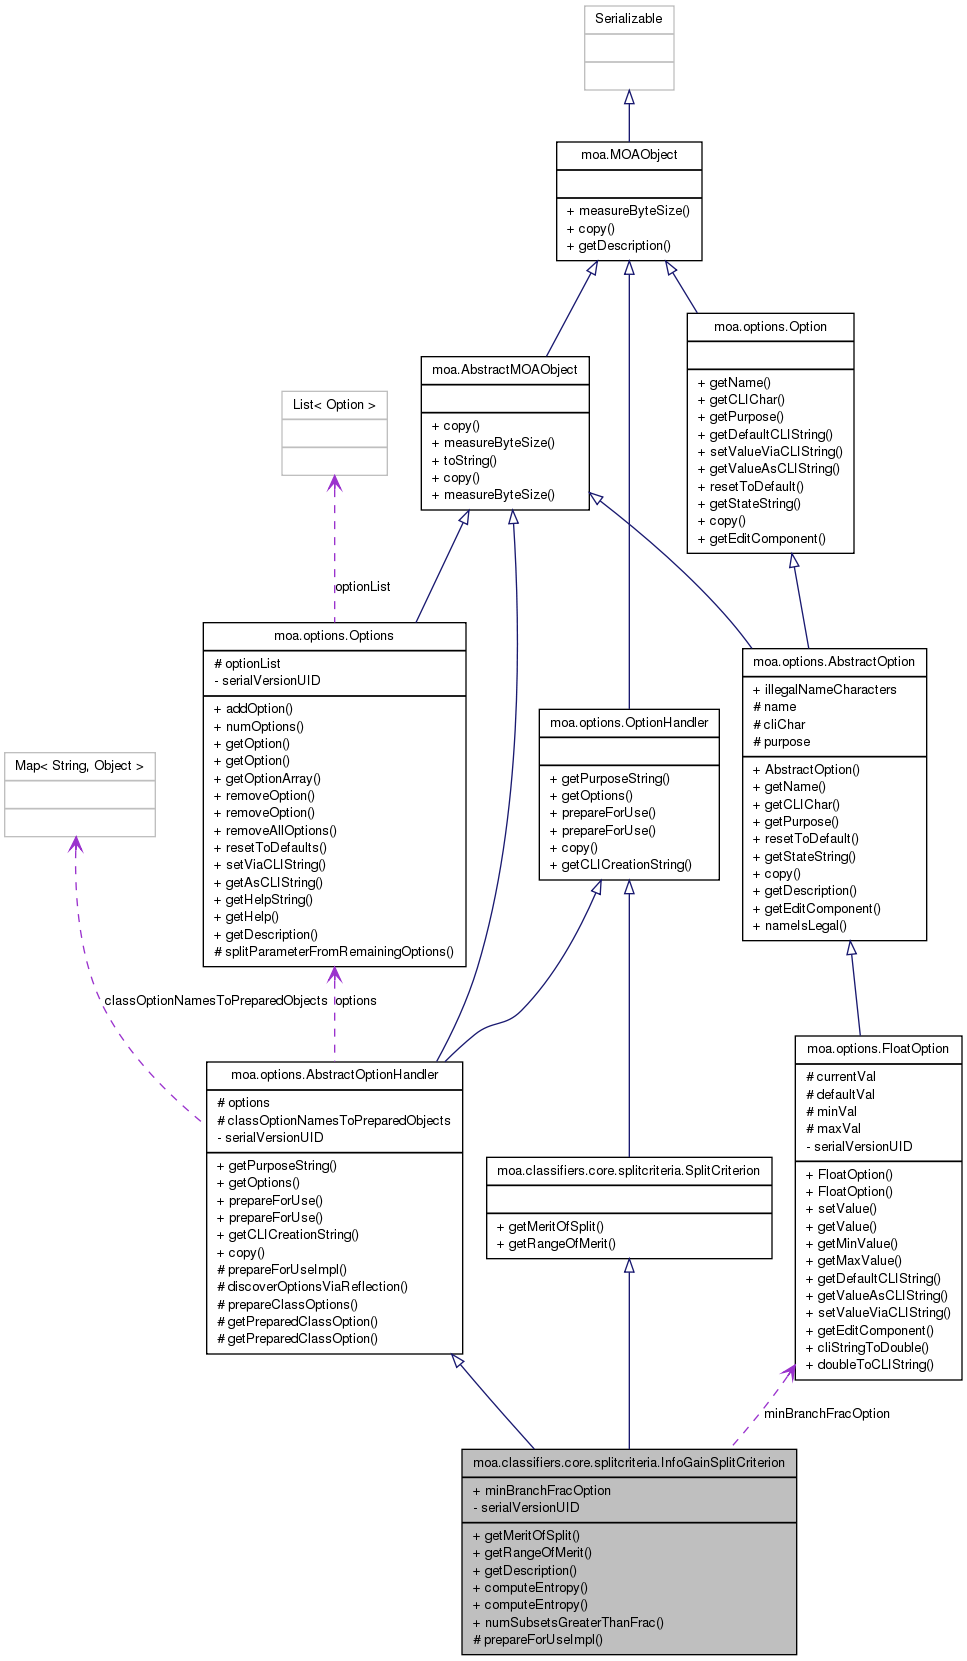 Serializable
moa.MOAObject
+ measureByteSize()
+ copy()
+ getDescription()
moa.options.Option
+ getName()
+ getCLIChar()
+ getPurpose()
+ getDefaultCLIString()
+ setValueViaCLIString()
+ getValueAsCLIString()
+ resetToDefault()
+ getStateString()
+ copy()
+ getEditComponent()
moa.AbstractMOAObject
+ copy()
+ measureByteSize()
+ toString()
+ copy()
+ measureByteSize()
List< Option >
optionList
moa.options.Options
# optionList
- serialVersionUID
+ addOption()
+ numOptions()
+ getOption()
+ getOption()
+ getOptionArray()
+ removeOption()
+ removeOption()
+ removeAllOptions()
+ resetToDefaults()
+ setViaCLIString()
+ getAsCLIString()
+ getHelpString()
+ getHelp()
+ getDescription()
# splitParameterFromRemainingOptions()
moa.options.AbstractOption
+ illegalNameCharacters
# name
# cliChar
# purpose
+ AbstractOption()
+ getName()
+ getCLIChar()
+ getPurpose()
+ resetToDefault()
+ getStateString()
+ copy()
+ getDescription()
+ getEditComponent()
+ nameIsLegal()
moa.options.OptionHandler
+ getPurposeString()
+ getOptions()
+ prepareForUse()
+ prepareForUse()
+ copy()
+ getCLICreationString()
Map< String, Object >
classOptionNamesToPreparedObjects
options
moa.options.AbstractOptionHandler
# options
# classOptionNamesToPreparedObjects
- serialVersionUID
+ getPurposeString()
+ getOptions()
+ prepareForUse()
+ prepareForUse()
+ getCLICreationString()
+ copy()
# prepareForUseImpl()
# discoverOptionsViaReflection()
# prepareClassOptions()
# getPreparedClassOption()
# getPreparedClassOption()
moa.options.FloatOption
# currentVal
# defaultVal
# minVal
# maxVal
- serialVersionUID
+ FloatOption()
+ FloatOption()
+ setValue()
+ getValue()
+ getMinValue()
+ getMaxValue()
+ getDefaultCLIString()
+ getValueAsCLIString()
+ setValueViaCLIString()
+ getEditComponent()
+ cliStringToDouble()
+ doubleToCLIString()
moa.classifiers.core.splitcriteria.SplitCriterion
+ getMeritOfSplit()
+ getRangeOfMerit()
minBranchFracOption
moa.classifiers.core.splitcriteria.InfoGainSplitCriterion
+ minBranchFracOption
- serialVersionUID
+ getMeritOfSplit()
+ getRangeOfMerit()
+ getDescription()
+ computeEntropy()
+ computeEntropy()
+ numSubsetsGreaterThanFrac()
# prepareForUseImpl()